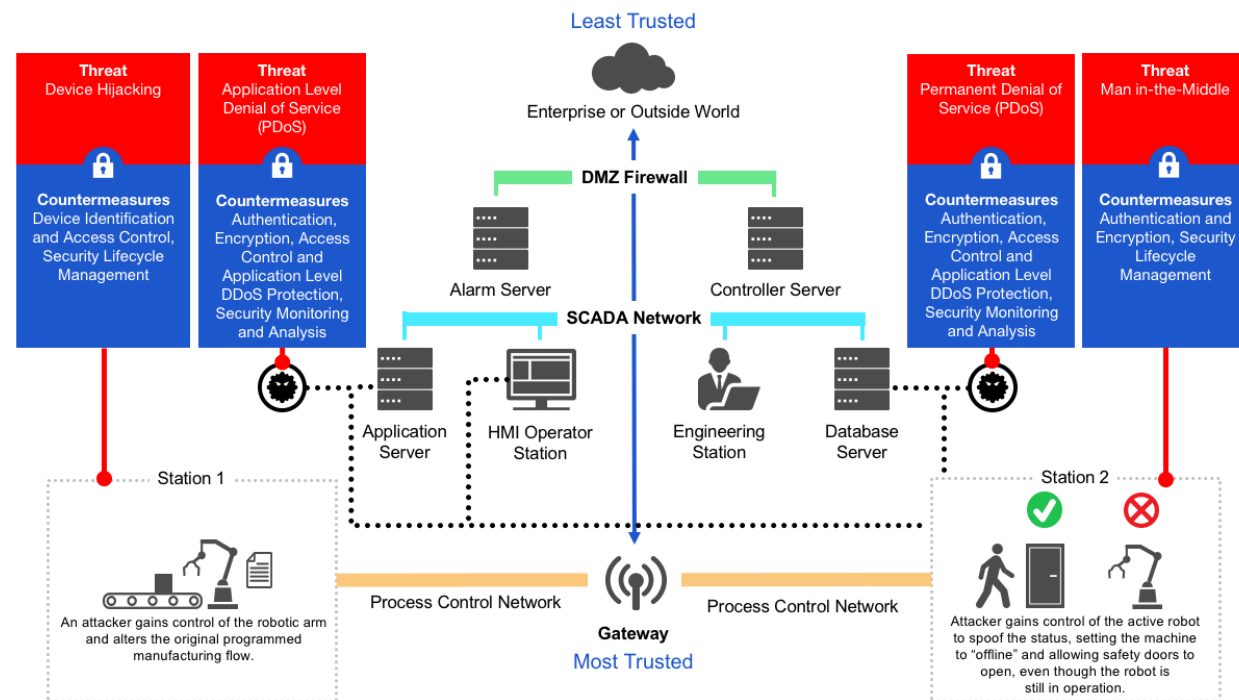 Least Trusted
Threat
Device Hijacking
Countermeasures
Device Identification
and Access Control,
Security Lifecycle
Management
Threat
Application Level
Denial of Service
(PDoS)
Countermeasures
Authentication,
Encryption, Access
Control and
Application Level
DDoS Protection,
Security Monitoring
and Analysis
Enterprise or Outside World
DMZ Firewall
Alarm Server
Controller Server
SCADA Network
Application
Server
HMI Operator
Station
Engineering
Station
Database
Server
Threat
Permanent Denial of
Service (PDoS)
Countermeasures
Authentication,
Encryption, Access
Control and
Application Level
DDoS Protection,
Security Monitoring
and Analysis
Threat
Man in-the-Middle
Countermeasures
Authentication and
Encryption, Security
Lifecycle
Management
Station 1
An attacker gains control of the robotic arm
and alters the original programmed
manufacturing flow.
Process Control Network
Gateway
Most Trusted
Process Control Network
Station 2
Attacker gains control of the active robot
to spoof the status, setting the machine
to “offline” and allowing safety doors to
open, even though the robot is
still in operation.